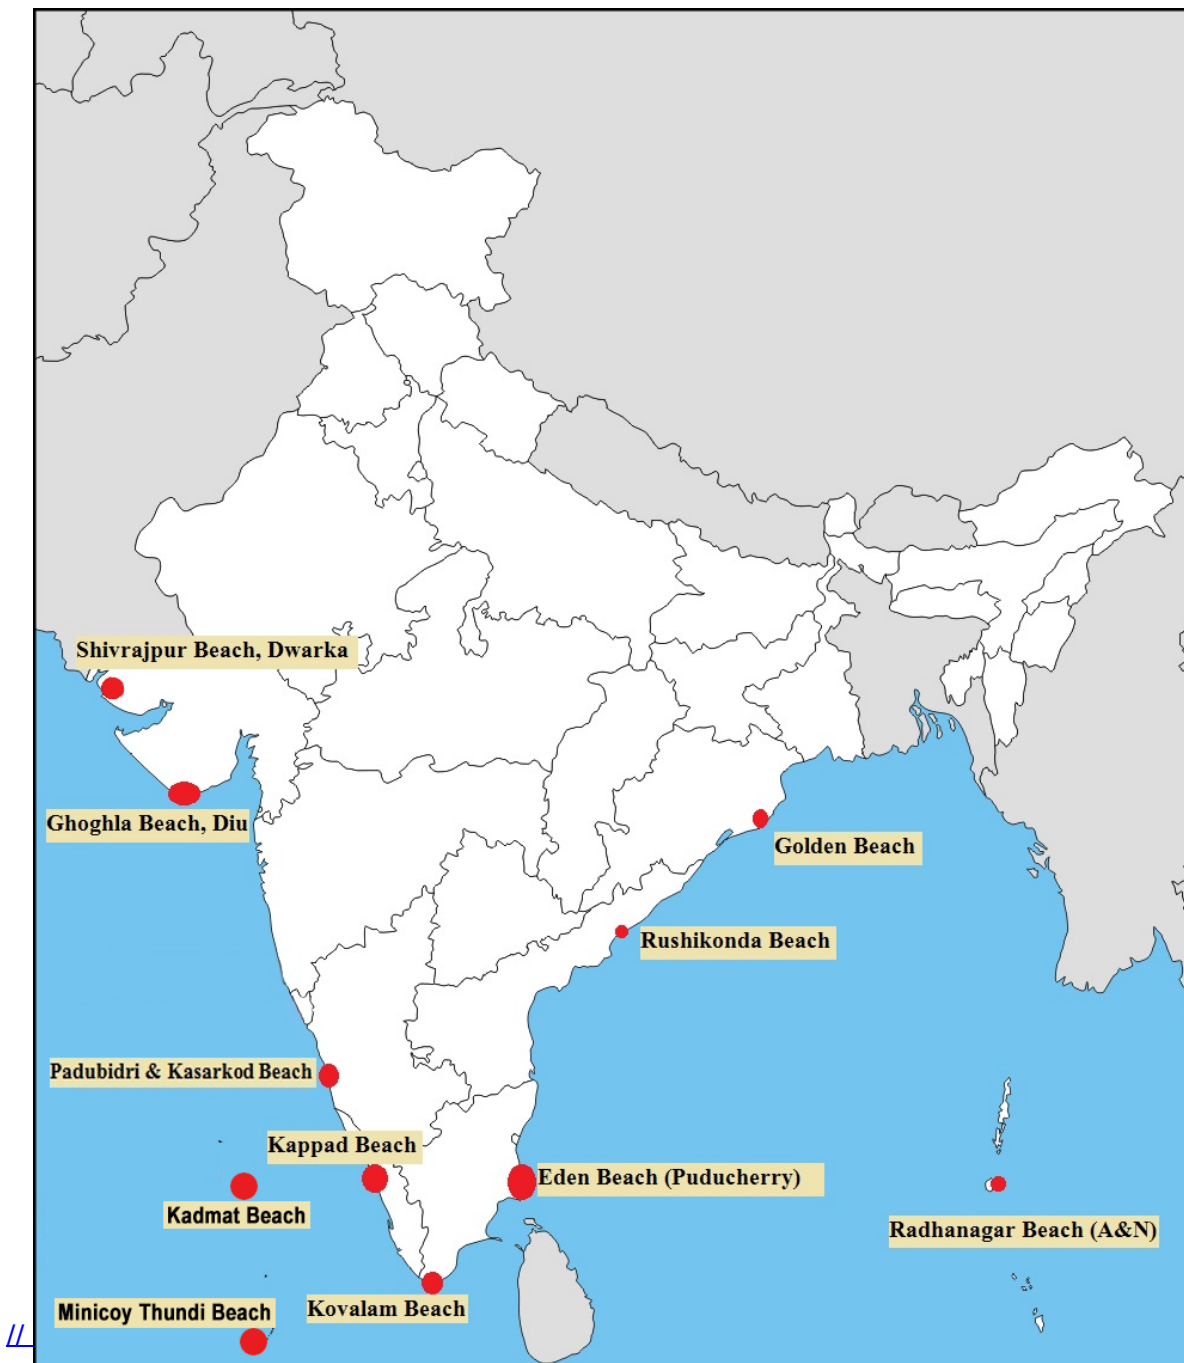 Shivrajpur Beach, Dwarka
Ghoghla Beach, Diu
Golden Beach
Rushikonda Beach
Padubidri & Kasarkod Beach
Kappad Beach
Eden Beach (Puducherry)
Kadmat Beach
Radhanagar Beach (A&N)
Kovalam Beach
Minicoy Thundi Beach
//